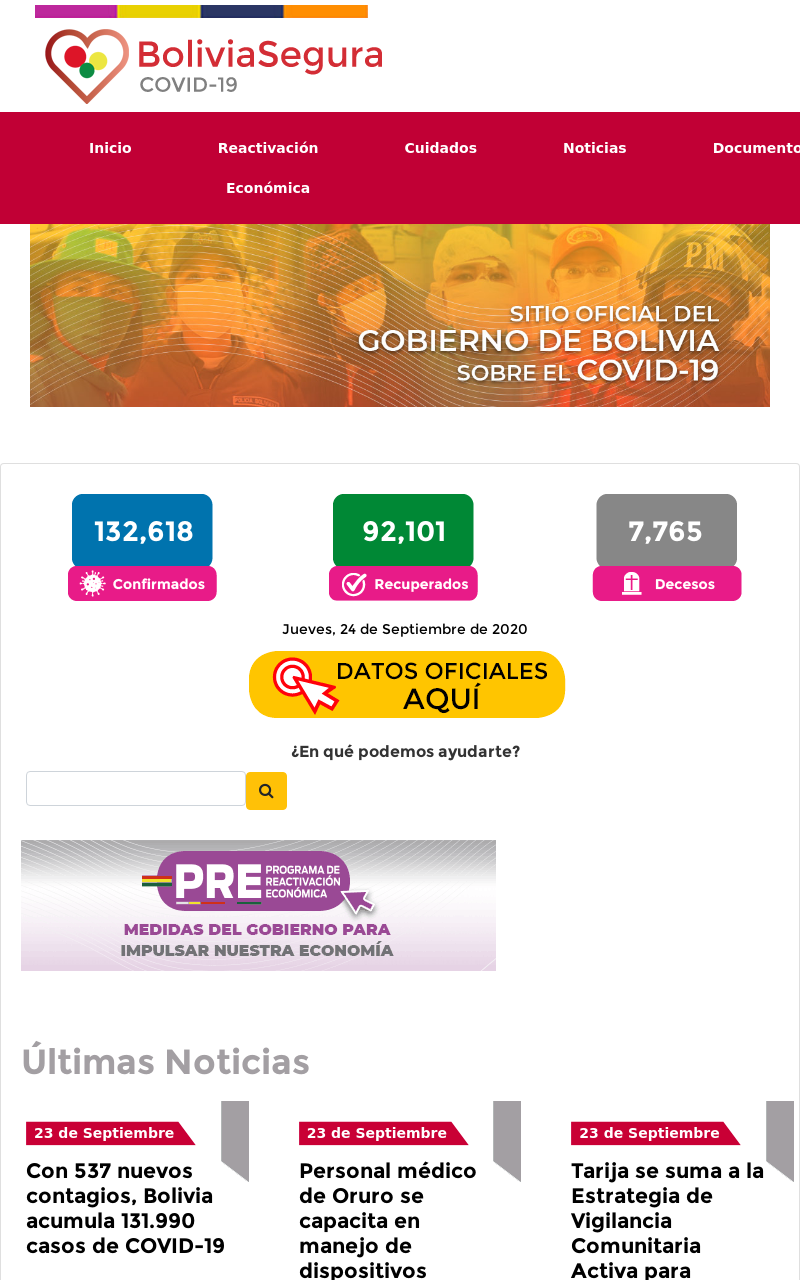 BoliviaSegura
COVID-19
Inicio
Reactivación
Económica
Cuidados
Noticias
Documento
PM
SITIO OFICIAL DEL
GOBIERNO DE BOLIVIA
SOBRE EL COVID-19
132,618
Confirmados
92,101
Recuperados
7,765
Decesos
Jueves, 24 de Septiembre de 2020
DATOS OFICIALES
AQUÍ
¿En qué podemos ayudarte?
PRE
PROGRAMA DE
REACTIVACIÓN
ECONÓMICA
MEDIDAS DEL GOBIERNO PARA
IMPULSAR NUESTRA ECONOMÍA
Últimas Noticias
23 de Septiembre
Con 537 nuevos
contagios, Bolivia
acumula 131.990
casos de COVID-19
23 de Septiembre
Personal médico
de Oruro se
capacita en
manejo de
dispositivos
23 de Septiembre
Tarija se suma a la
Estrategia de
Vigilancia
Comunitaria
Activa para